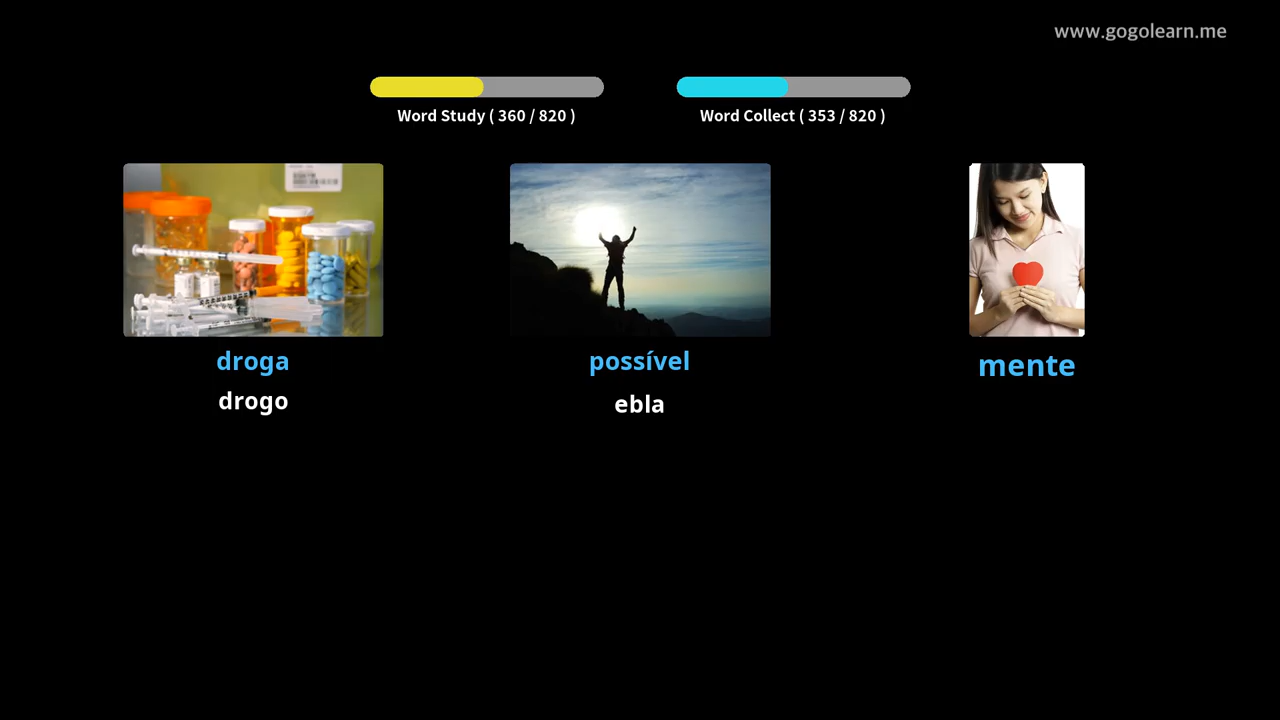 www.gogolearn.me
Word Study ( 360 / 820 )
Word Collect ( 353 / 820 )
droga
possível
mente
drogo
ebla